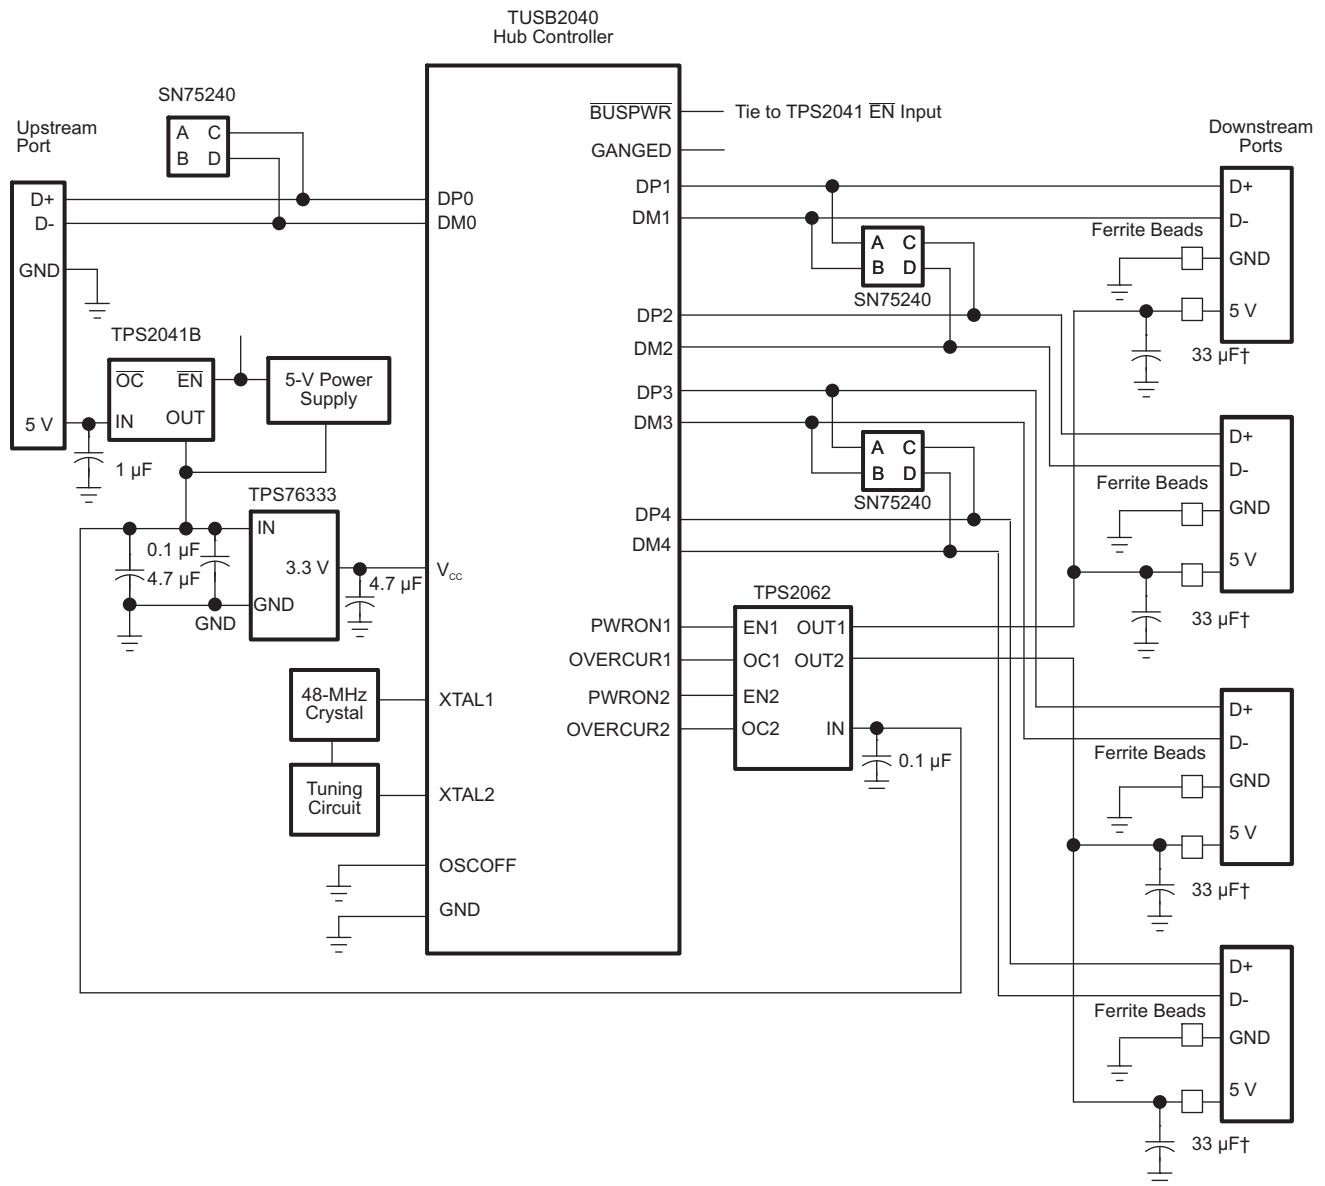 TUSB2040
Hub Controller
SN75240
A C
B D
Upstream
Port
D+
D-
GND
5 V
DP0
DM0
TPS2041B
OC EN
IN
OUT
5-V Power
Supply
1 µF
TPS76333
IN
3.3 V
GND
0.1 µF
4.7 µF
GND
4.7 µF
VCC
48-MHz
Crystal
XTAL1
Tuning
Circuit
XTAL2
OSCOFF
GND
BUSPWR
Tie to TPS2041 EN Input
GANGED
DP1
DM1
A C
B D
SN75240
DP2
DM2
DP3
DM3
A C
B D
SN75240
DP4
DM4
TPS2062
PWRON1
EN1 OUT1
OVERCUR1
OC1 OUT2
PWRON2
EN2
OVERCUR2
OC2 IN
0.1 µF
Downstream
Ports
D+
D-
Ferrite Beads
GND
5 V
33 µF†
D+
D-
Ferrite Beads
GND
5 V
33 µF†
D+
D-
Ferrite Beads
GND
5 V
33 µF†
D+
D-
Ferrite Beads
GND
5 V
33 µF†